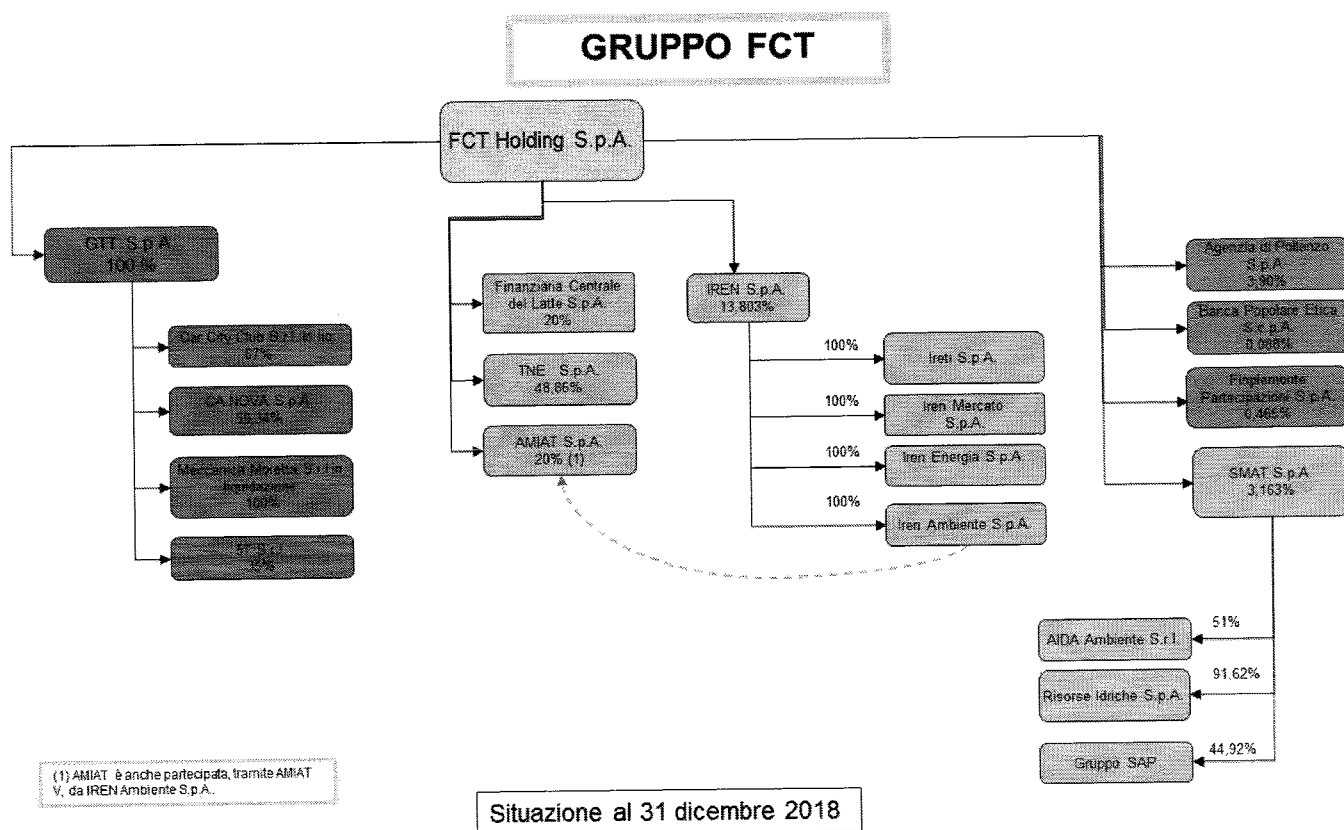 GRUPPO FCT
FCT Holding S.p.A.
GTT S.p.A.
100 %
Car City Club S.r.l. in liq.
67%
CA NOVA S.p.A.
Meccanica Moretta S.r.l in
liquidazione
100%
5T S.r.l.
Finanziaria Centrale
del Latte S.p.A.
20%
TNE S.p.A.
48,86%
AMIAT S.p.A.
20% (1)
IREN S.p.A.
13,803%
100%
Ireti S.p.A.
100%
Iren Mercato
S.p.A.
100%
Iren Energia S.p.A
100%
Iren Ambiente S.p.A.
Agenzia di Pollenzo
S.p.A.
3,90%
Banca Popolare Etica
S.c.p.A.
Finpiemonte
Partecipazioni S.p.A.
SMAT S.p.A
3,163%
51%
AIDA Ambiente S.r.l.
91,62%
Risorse Idriche S.p.A.
44,92%
Gruppo SAP
(1) AMIAT è anche partecipata, tramite AMIAT
V, da IREN Ambiente S.p.A..
Situazione al 31 dicembre 2018